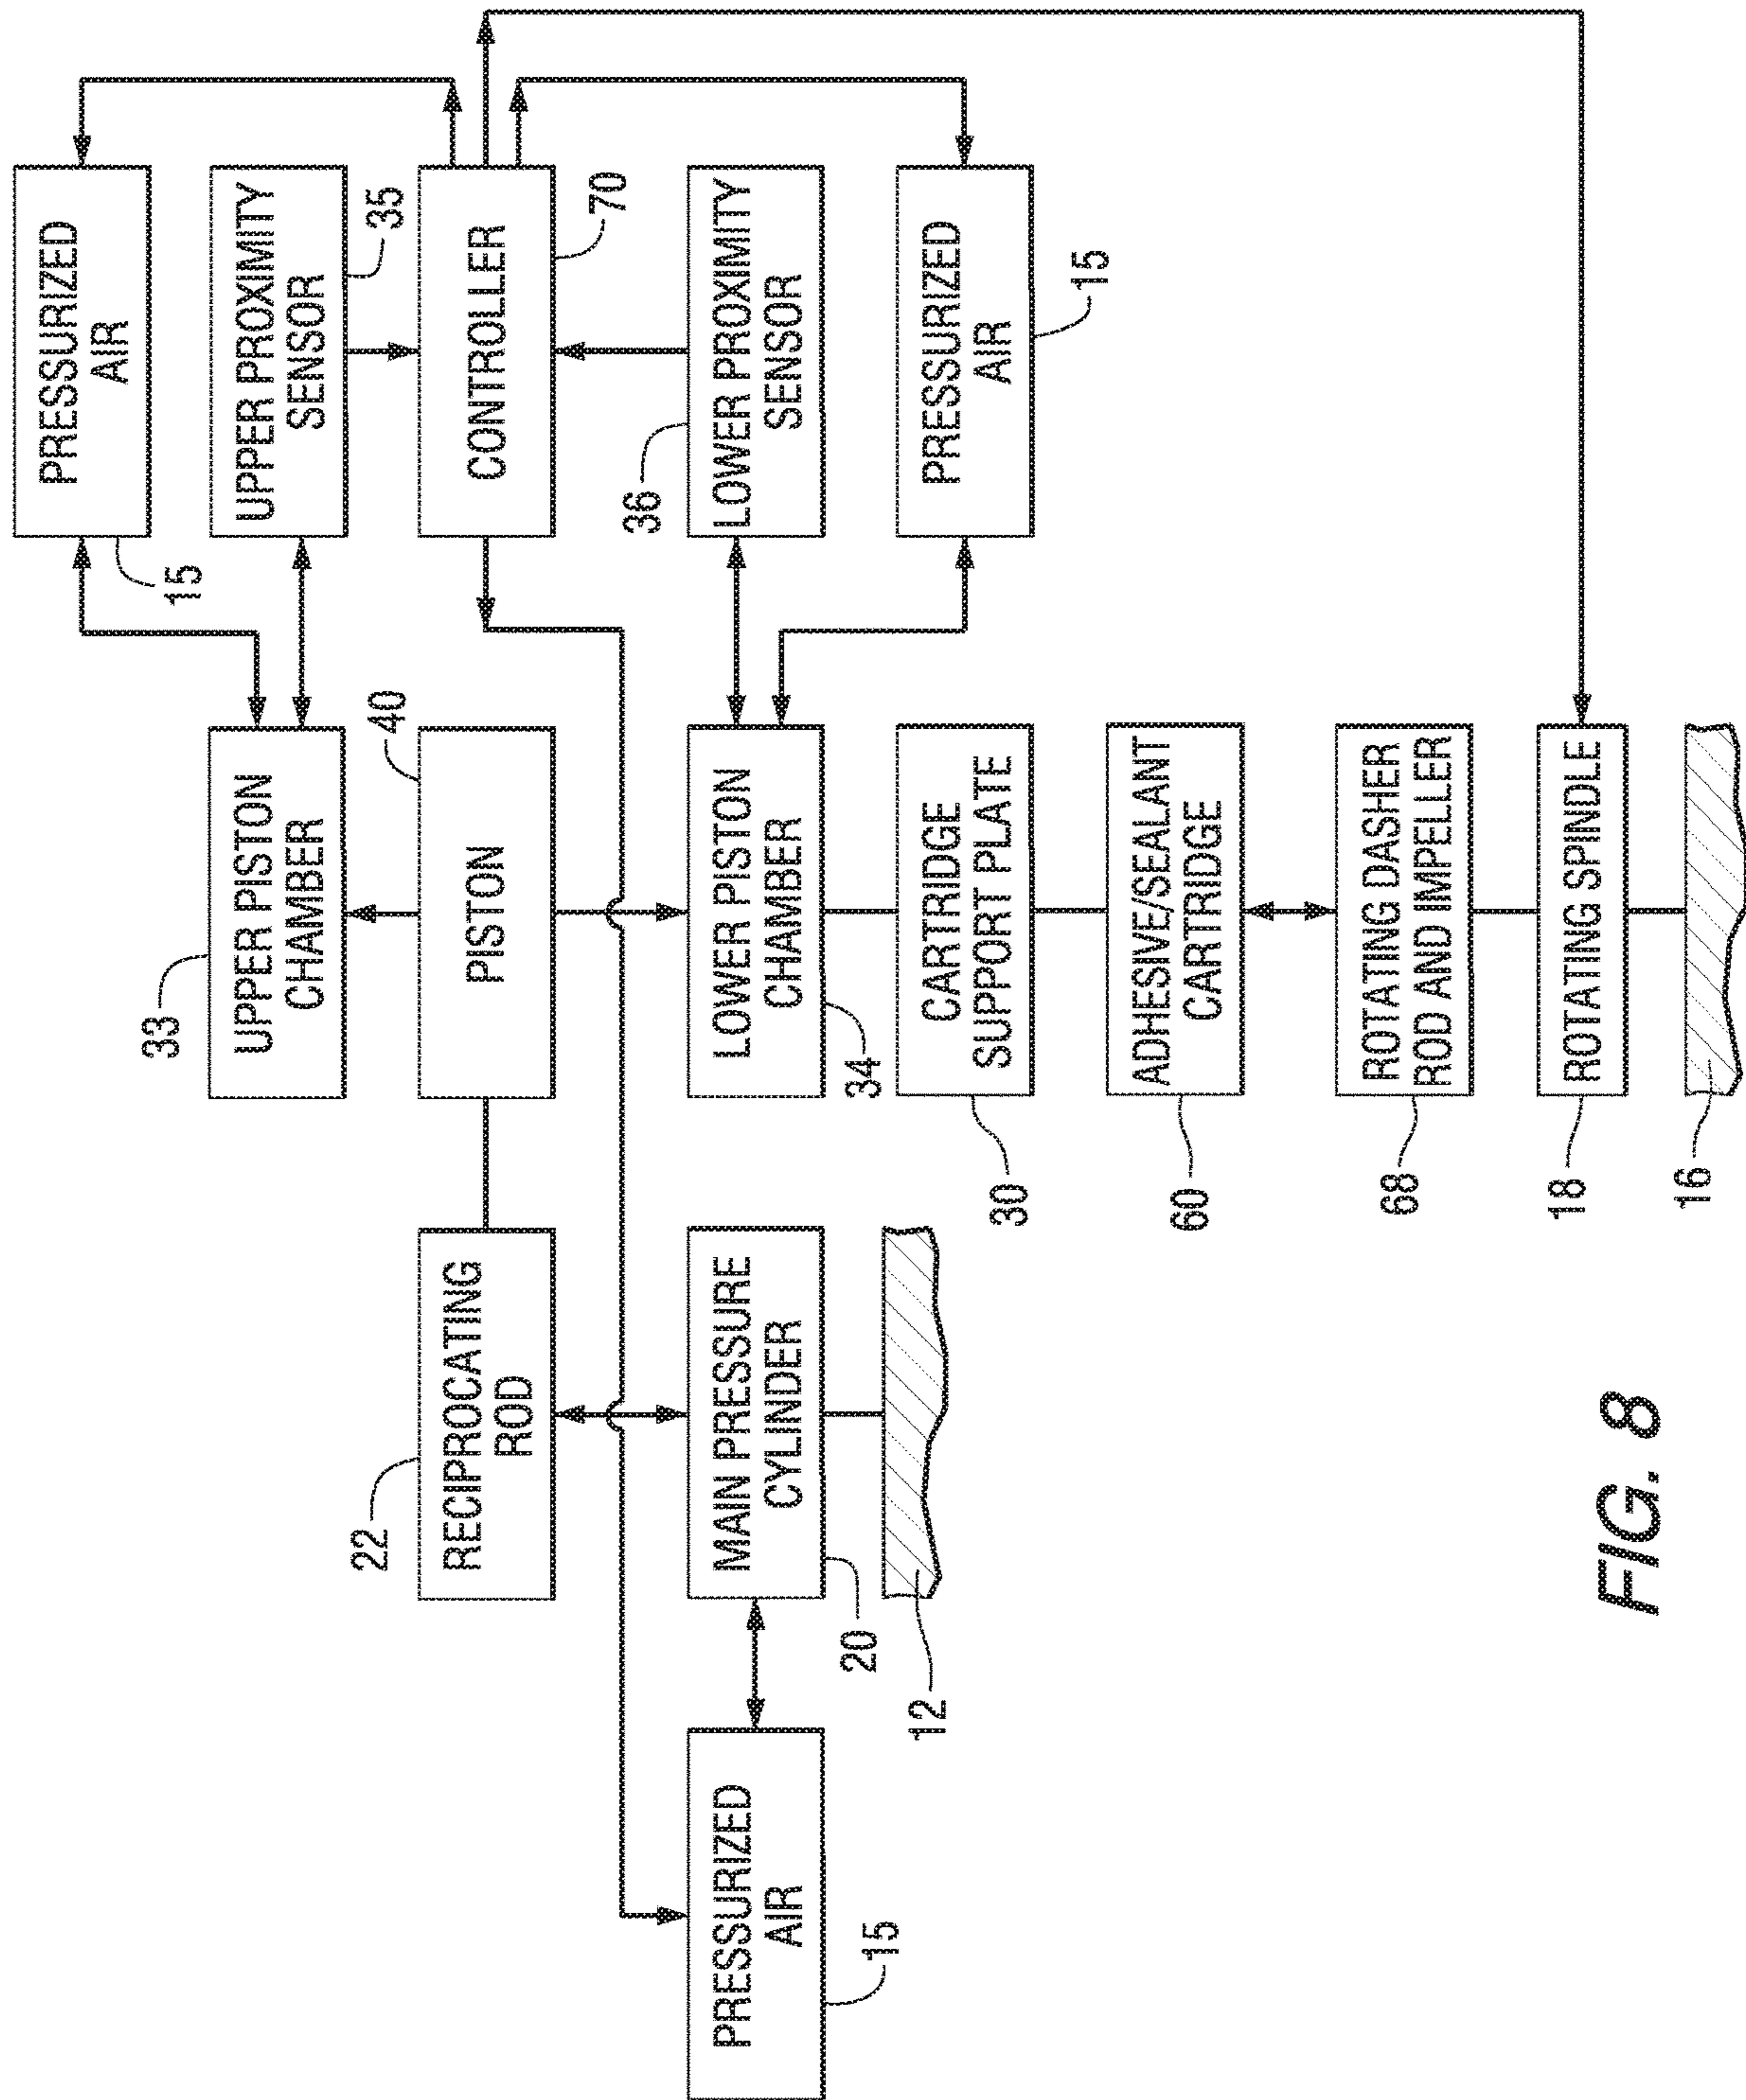 PRESSURIZED
AIR
15
33
UPPER PISTON
CHAMBER
UPPER PROXIMITY
SENSOR
35
22
RECIPROCATING
ROD
40
PISTON
CONTROLLER
70
PRESSURIZED
AIR
15
MAIN PRESSURE
CYLINDER
20
LOWER PISTON
CHAMBER
34
36
LOWER PROXIMITY
SENSOR
12
CARTRIDGE
SUPPORT PLATE
30
PRESSURIZED
AIR
15
ADHESIVE/SEALANT
CARTRIDGE
60
ROTATING DASHER
ROD AND IMPELLER
68
ROTATING SPINDLE
18
16
FIG. 8